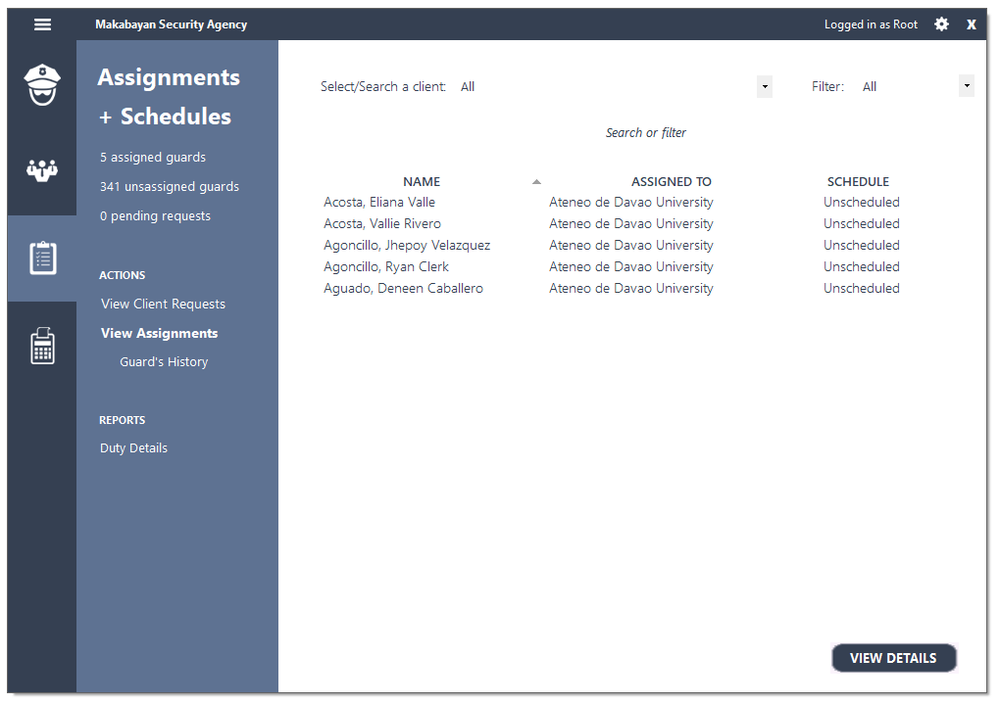 Makabayan Security Agency
Logged in as Root
X
Assignments
+ Schedules
5 assigned guards
341 unassigned guards
0 pending requests
ACTIONS
View Client Requests
View Assignments
Guard's History
REPORTS
Duty Details
Select/Search a client: All
Filter: All
Search or filter
NAME ASSIGNED TO SCHEDULE
Acosta, Eliana Valle Ateneo de Davao University Unscheduled
Acosta, Vallie Rivero Ateneo de Davao University Unscheduled
Agoncillo, Jhepoy Velazquez Ateneo de Davao University Unscheduled
Agoncillo, Ryan Clerk Ateneo de Davao University Unscheduled
Aguado, Deneen Caballero Ateneo de Davao University Unscheduled
VIEW DETAILS